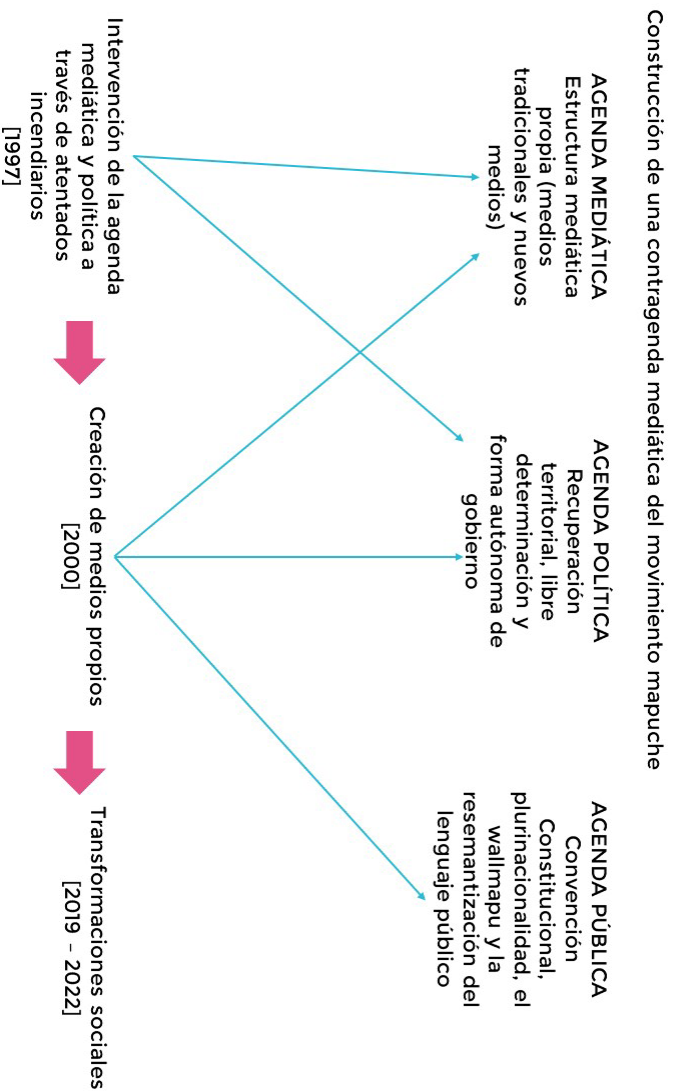 Construcción de una contragenda mediática del movimiento mapuche
AGENDA MEDIÁTICA
Estructura mediática
propia (medios
tradicionales y nuevos
medios)
AGENDA POLÍTICA
Recuperación
territorial, libre
determinación y
forma autónoma de
gobierno
AGENDA PÚBLICA
Convención
Constitucional,
plurinacionalidad, el
wallmapu y la
resemantización del
lenguaje público
Intervención de la agenda
mediática y política a
través de atentados
incendiarios
[1997]
Creación de medios propios
[2000]
Transformaciones sociales
[2019 - 2022]